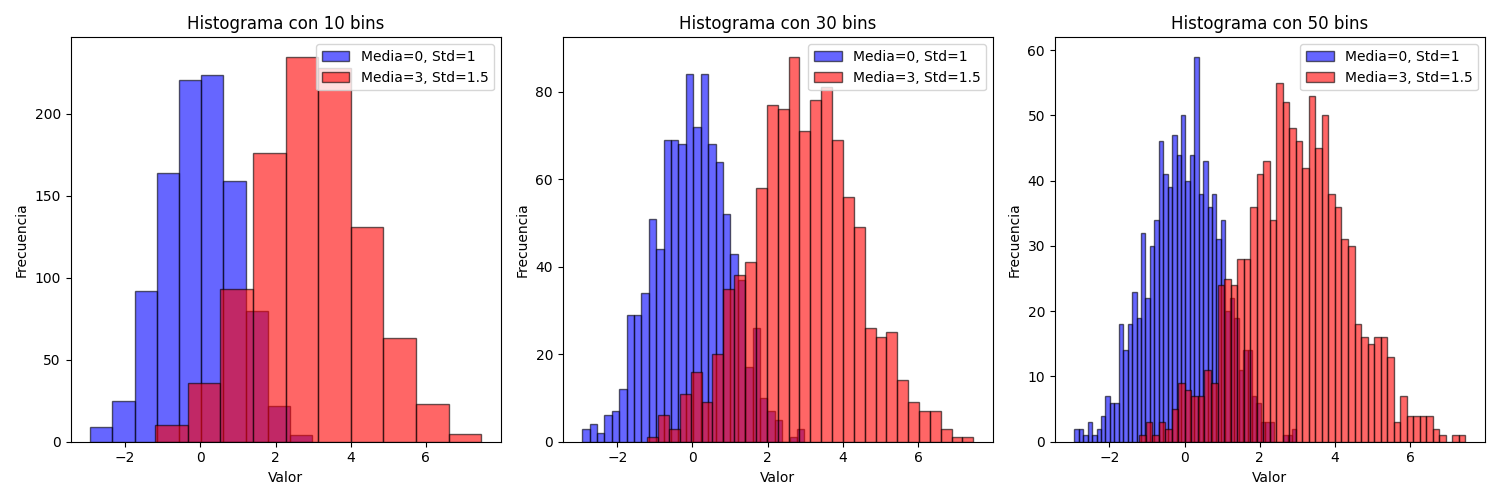 Histograma con 10 bins
Media=0, Std=1
Media=3, Std=1.5
Frecuencia
200
150
100
50
0
−2 0 2 4 6
Valor
Histograma con 30 bins
Media=0, Std=1
Media=3, Std=1.5
Frecuencia
80
60
40
20
0
−2 0 2 4 6
Valor
Histograma con 50 bins
Media=0, Std=1
Media=3, Std=1.5
Frecuencia
60
50
40
30
20
10
0
−2 0 2 4 6
Valor